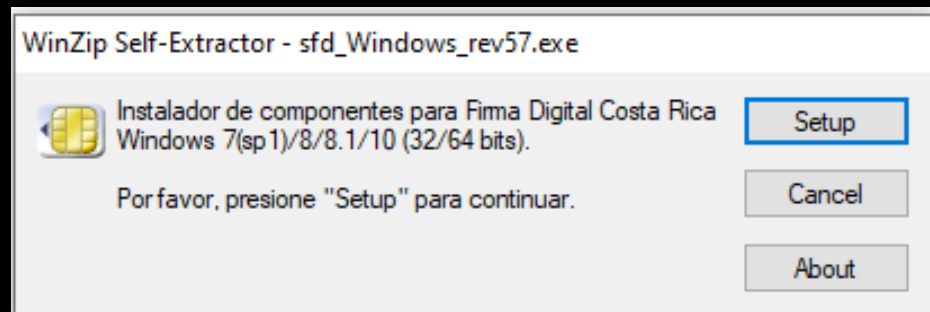 WinZip Self-Extractor - sfd_Windows_rev57.exe
Instalador de componentes para Firma Digital Costa Rica
Windows 7(sp1)/8/8.1/10 (32/64 bits).
Por favor, presione "Setup" para continuar.
Setup
Cancel
About